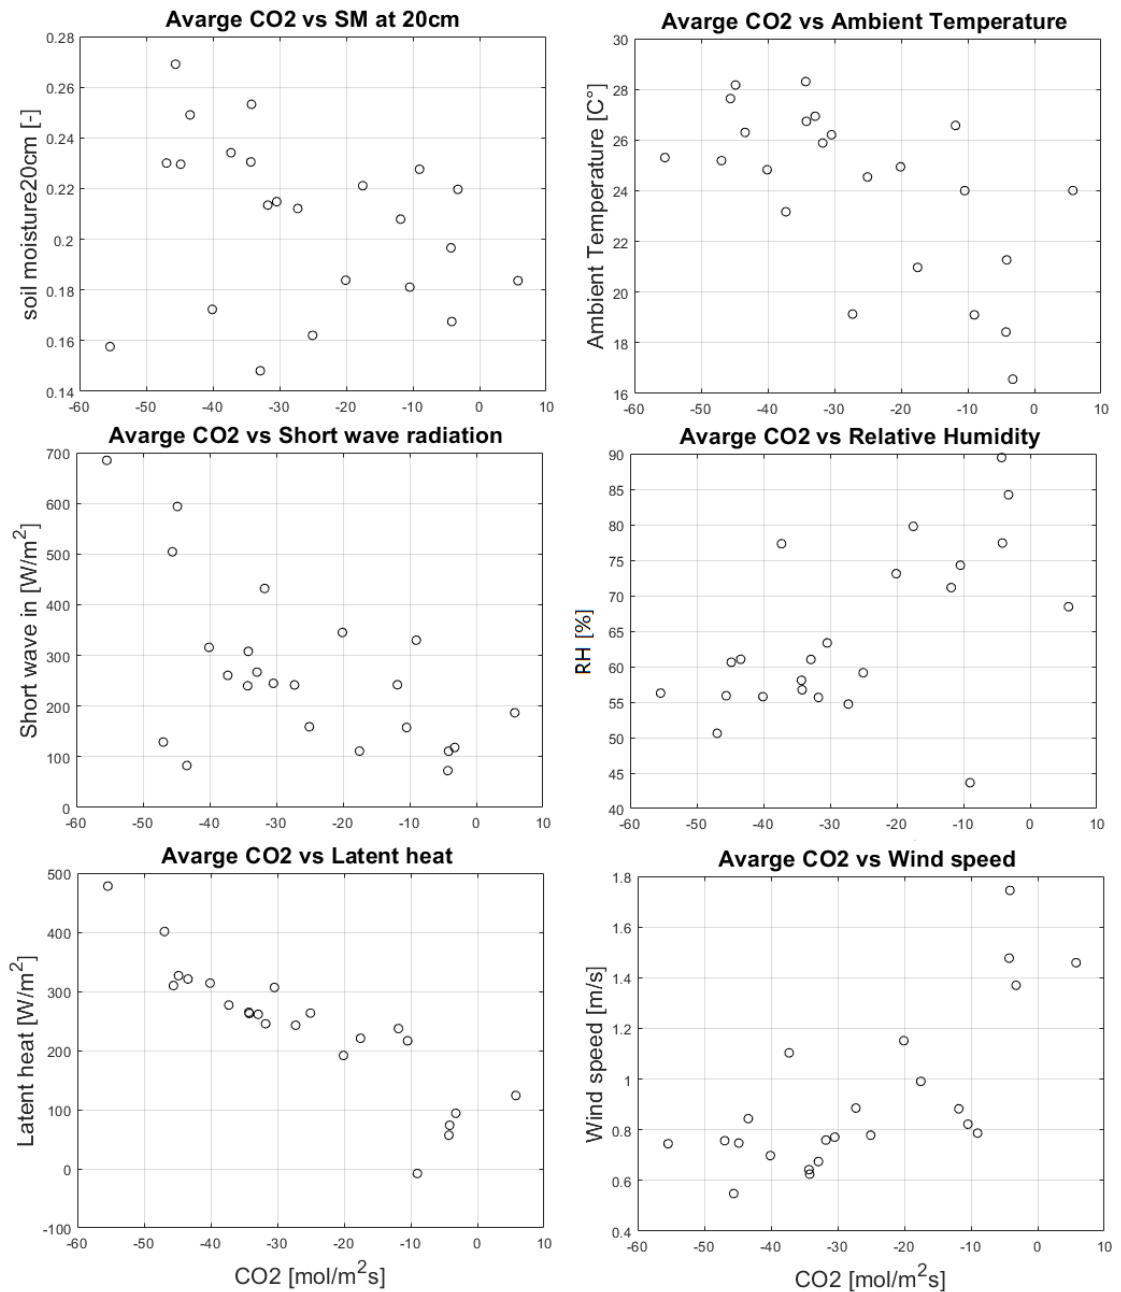 Avarge CO2 vs SM at 20cm
soil moisture20cm [-]
0.28
0.26
0.24
0.22
0.2
0.18
0.16
0.14
-60 -50 -40 -30 -20 -10 0 10
Avarge CO2 vs Ambient Temperature
Ambient Temperature [C°]
30
28
26
24
22
20
18
16
-60 -50 -40 -30 -20 -10 0 10
Avarge CO2 vs Short wave radiation
Short wave in [W/m²]
700
600
500
400
300
200
100
0
-60 -50 -40 -30 -20 -10 0 10
Avarge CO2 vs Relative Humidity
RH [%]
90
85
80
75
70
65
60
55
50
45
40
-60 -50 -40 -30 -20 -10 0 10
Avarge CO2 vs Latent heat
Latent heat [W/m²]
500
400
300
200
100
0
-100
-60 -50 -40 -30 -20 -10 0 10
CO2 [mol/m²s]
Avarge CO2 vs Wind speed
Wind speed [m/s]
1.8
1.6
1.4
1.2
1
0.8
0.6
0.4
-60 -50 -40 -30 -20 -10 0 10
CO2 [mol/m²s]